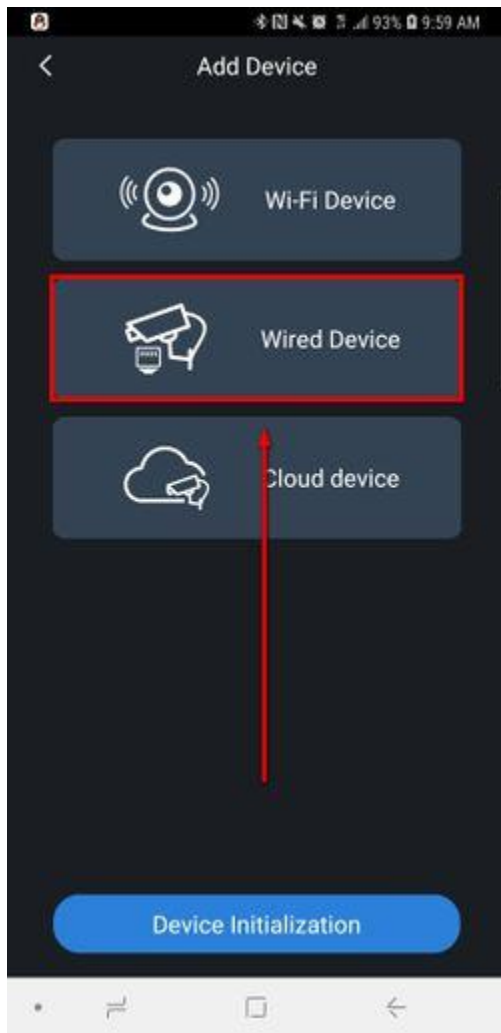 93% 9:59 AM
Add Device
Wi-Fi Device
Wired Device
Cloud device
Device Initialization